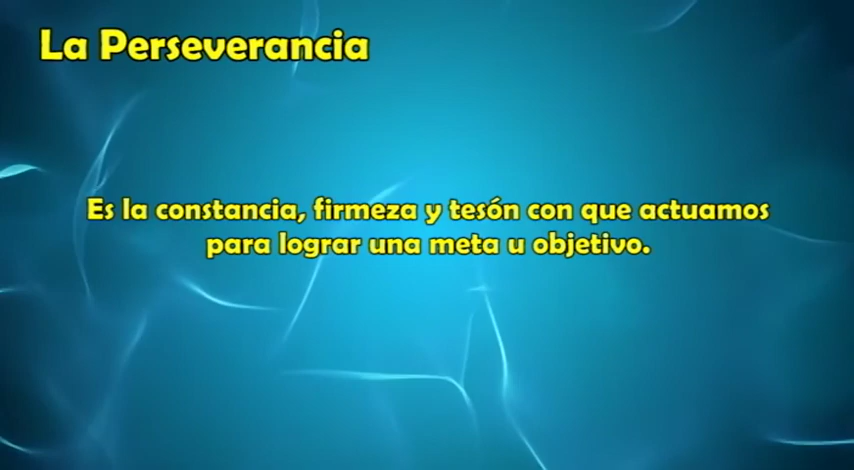 La Perseverancia
Es la constancia, firmeza y tesón con que actuamos
para lograr una meta u objetivo.